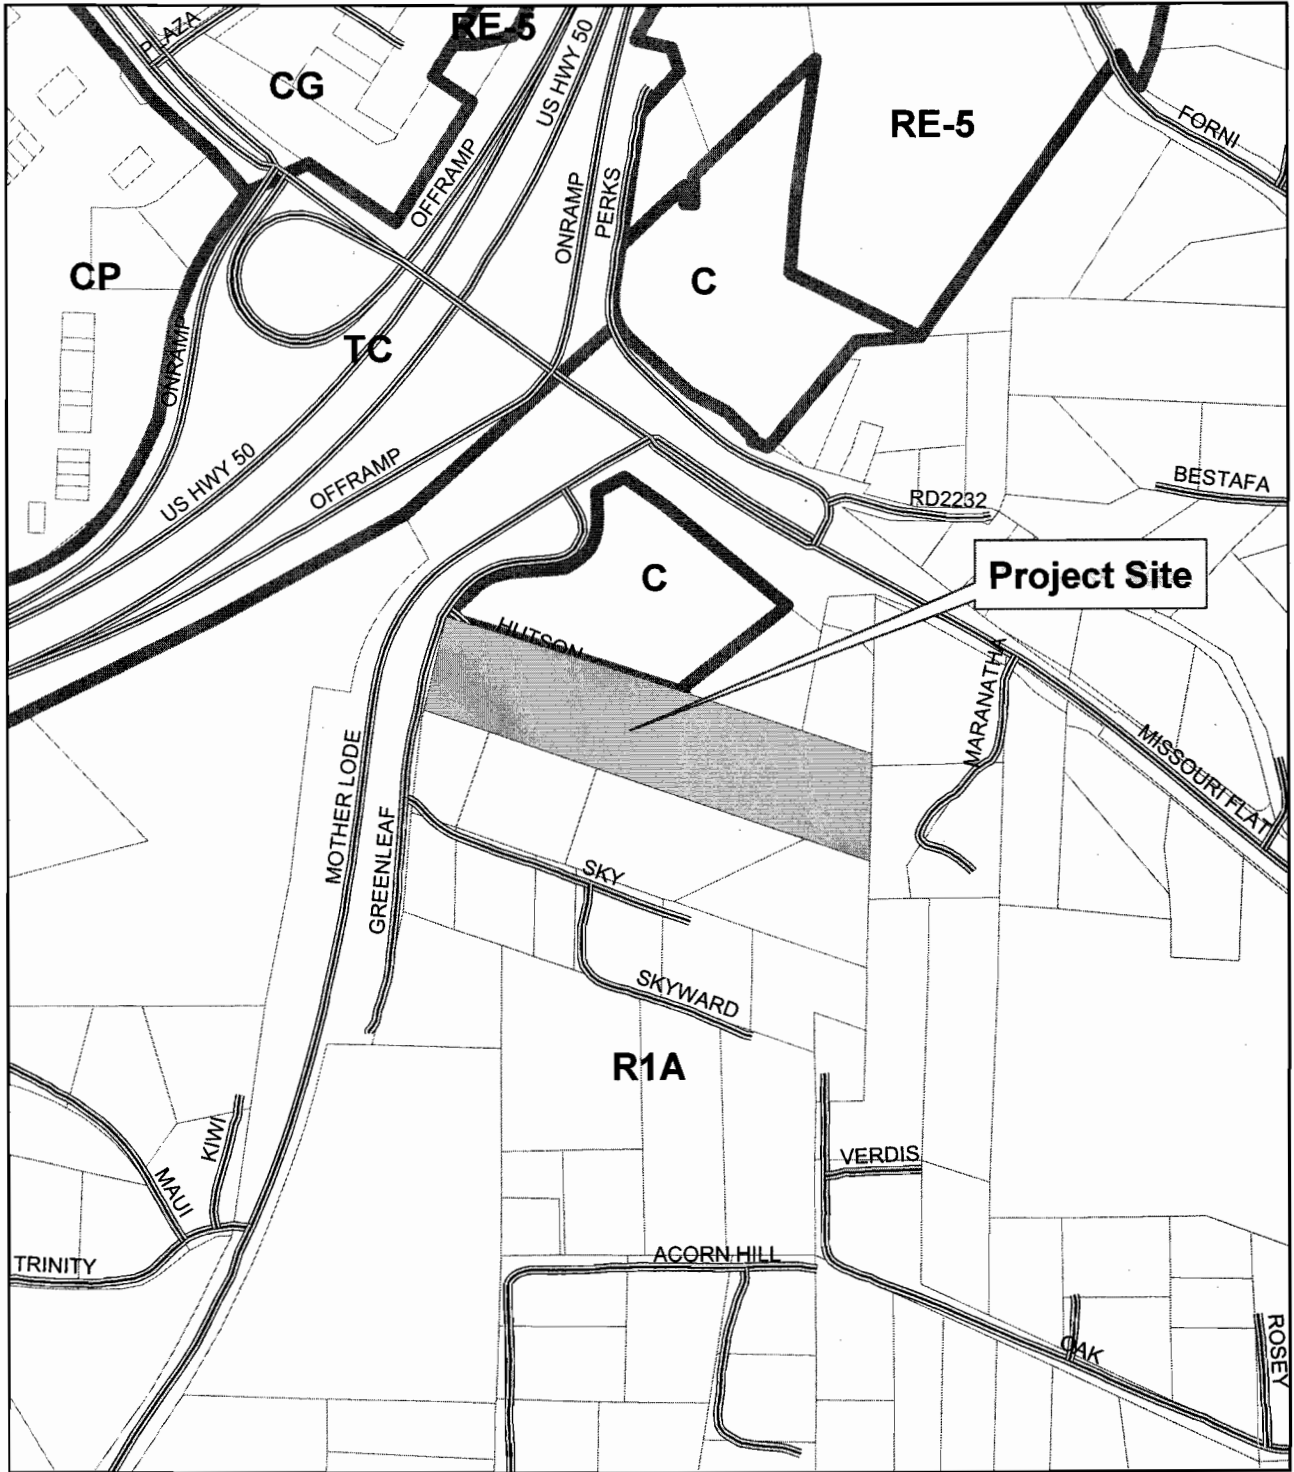 PLAZA
RE-5
CG
US HWY 50
OFFRAMP
ONRAMP
PERKS
RE-5
FORNI
CP
C
ONRAMP
TC
US HWY 50
OFFRAMP
BESTAFA
RD2232
C
Project Site
HUTSON
MARANATHA
MISSOURI FLAT
MOTHER LODE
GREENLEAF
SKY
SKYWARD
R1A
KIWI
MAUI
VERDIS
TRINITY
ACORN HILL
OAK
ROSEY